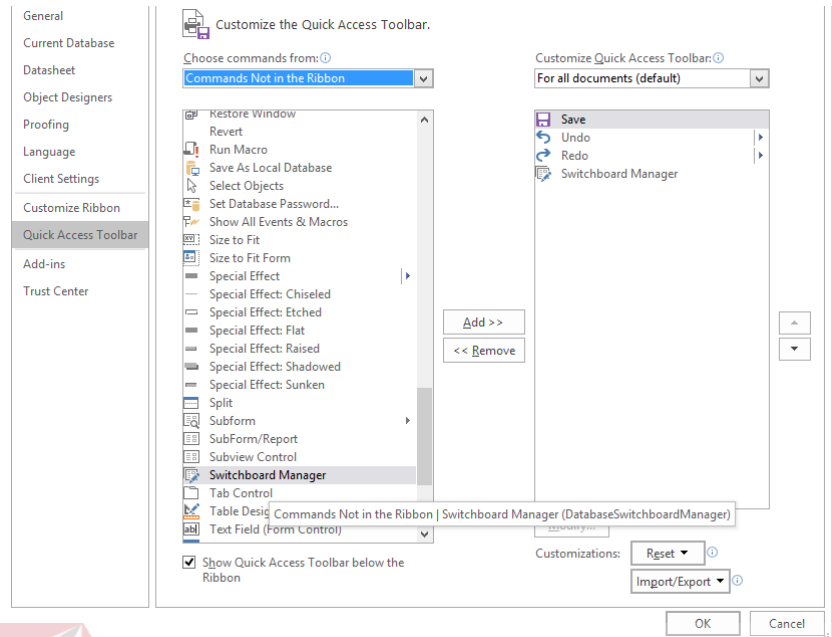 General
Current Database
Datasheet
Object Designers
Proofing
Language
Client Settings
Customize Ribbon
Quick Access Toolbar
Add-ins
Trust Center
Customize the Quick Access Toolbar.
Choose commands from:
Commands Not in the Ribbon
Restore Window
Revert
Run Macro
Save As Local Database
Select Objects
Set Database Password...
Show All Events & Macros
Size to Fit
Size to Fit Form
Special Effect
Special Effect: Chiseled
Special Effect: Etched
Special Effect: Flat
Special Effect: Raised
Special Effect: Shadowed
Special Effect: Sunken
Split
Subform
SubForm/Report
Subview Control
Switchboard Manager
Tab Control
Table Desig
Commands Not in the Ribbon | Switchboard Manager (DatabaseSwitchboardManager)
Text Field (Form Control)
Show Quick Access Toolbar below the
Ribbon
Add >>
<< Remove
Customize Quick Access Toolbar:
For all documents (default)
Save
Undo
Redo
Switchboard Manager
Modify...
Customizations:
Reset
Import/Export
OK
Cancel